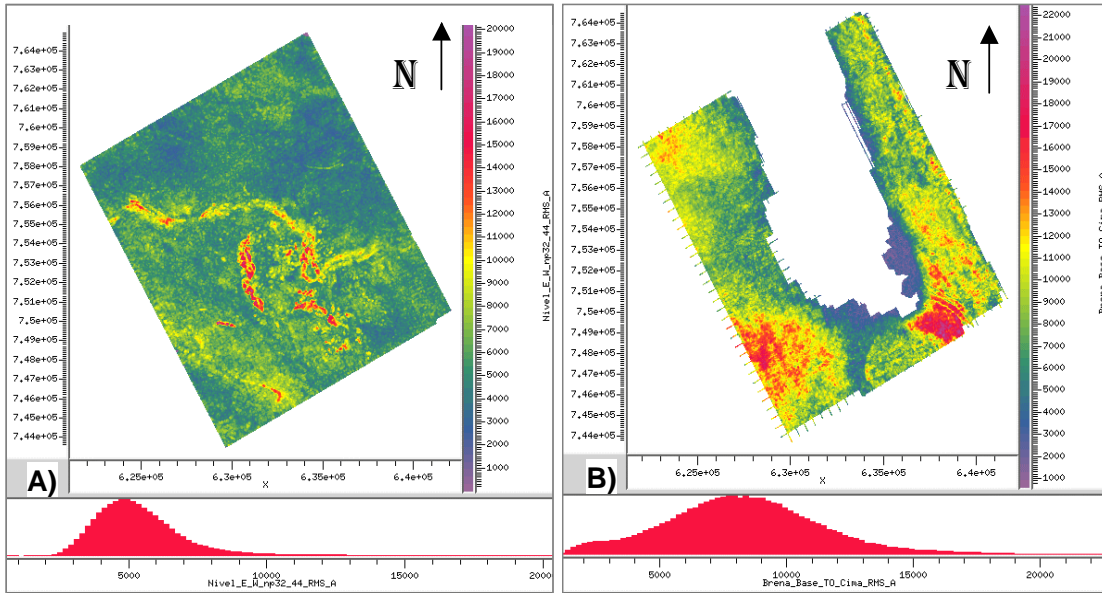 N
7.64e+05
7.63e+05
7.62e+05
7.61e+05
7.6e+05
7.59e+05
7.58e+05
7.57e+05
7.56e+05
7.55e+05
7.54e+05
7.53e+05
7.52e+05
7.51e+05
7.5e+05
7.49e+05
7.48e+05
7.47e+05
7.46e+05
7.45e+05
7.44e+05
20000
19000
18000
17000
16000
15000
14000
13000
12000
11000
10000
9000
8000
7000
6000
5000
4000
3000
2000
1000
Nivel_E_W_np32_44_RMS_A
A)
6.25e+05 6.3e+05 6.35e+05 6.4e+05
X
5000 10000 15000 20000
Nivel_E_W_np32_44_RMS_A
N
7.64e+05
7.63e+05
7.62e+05
7.61e+05
7.6e+05
7.59e+05
7.58e+05
7.57e+05
7.56e+05
7.55e+05
7.54e+05
7.53e+05
7.52e+05
7.51e+05
7.5e+05
7.49e+05
7.48e+05
7.47e+05
7.46e+05
7.45e+05
7.44e+05
22000
21000
20000
19000
18000
17000
16000
15000
14000
13000
12000
11000
10000
9000
8000
7000
6000
5000
4000
3000
2000
1000
Brena_Base_TO_Cima_RMS_A
B)
6.25e+05 6.3e+05 6.35e+05 6.4e+05
X
5000 10000 15000 20000
Brena_Base_TO_Cima_RMS_A